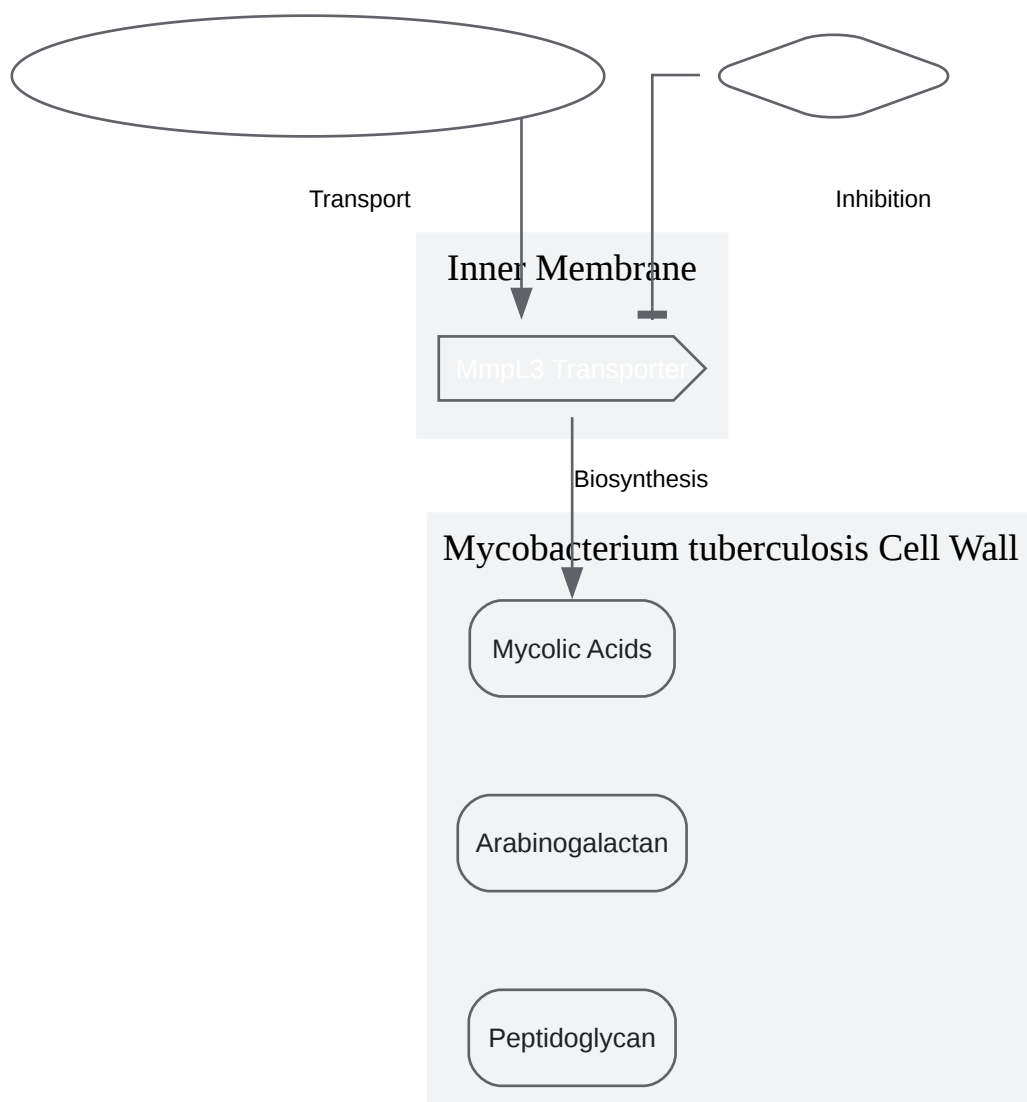 Transport
Inhibition
Inner Membrane
MmpL3 Transporter
Biosynthesis
Mycobacterium tuberculosis Cell Wall
Mycolic Acids
Arabinogalactan
Peptidoglycan